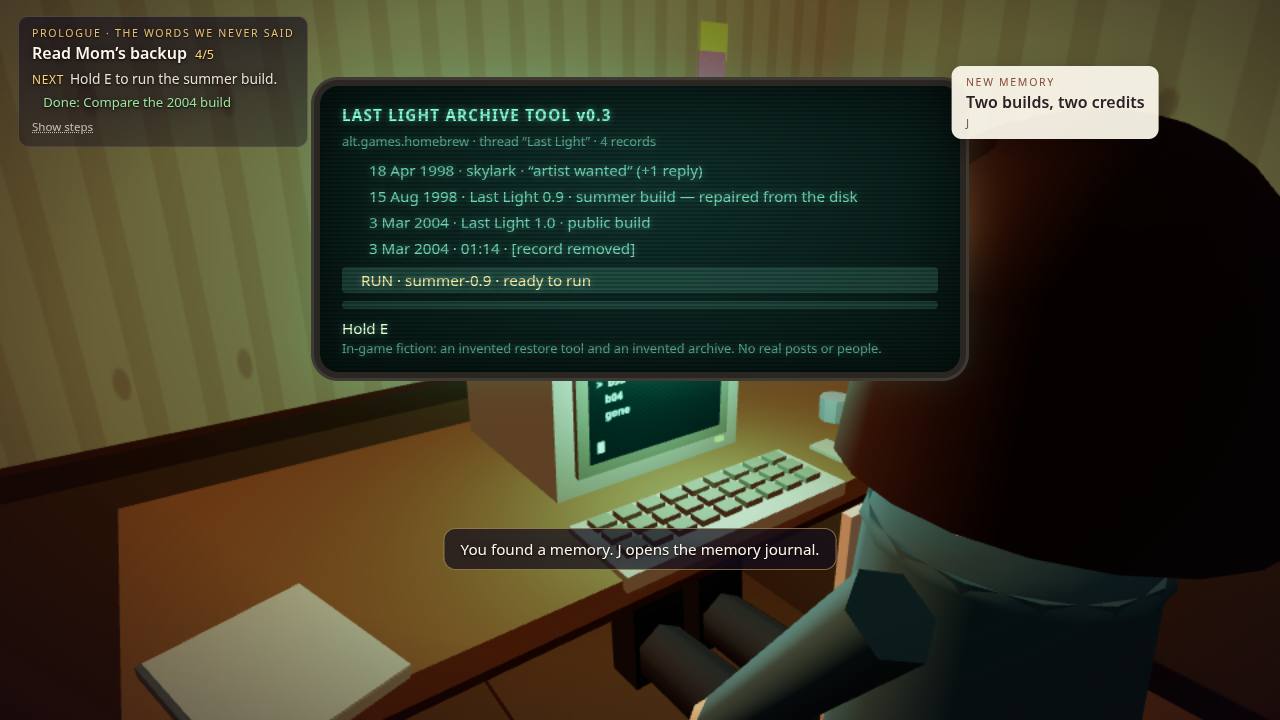 PROLOGUE · THE WORDS WE NEVER SAID
Read Mom’s backup 4/5
NEXT Hold E to run the summer build.
Done: Compare the 2004 build
Show steps
LAST LIGHT ARCHIVE TOOL v0.3
alt.games.homebrew · thread “Last Light” · 4 records
18 Apr 1998 · skylark · “artist wanted” (+1 reply)
15 Aug 1998 · Last Light 0.9 · summer build — repaired from the disk
3 Mar 2004 · Last Light 1.0 · public build
3 Mar 2004 · 01:14 · [record removed]
RUN · summer-0.9 · ready to run
Hold E
In-game fiction: an invented restore tool and an invented archive. No real posts or people.
NEW MEMORY
Two builds, two credits
J
b04
gone
You found a memory. J opens the memory journal.